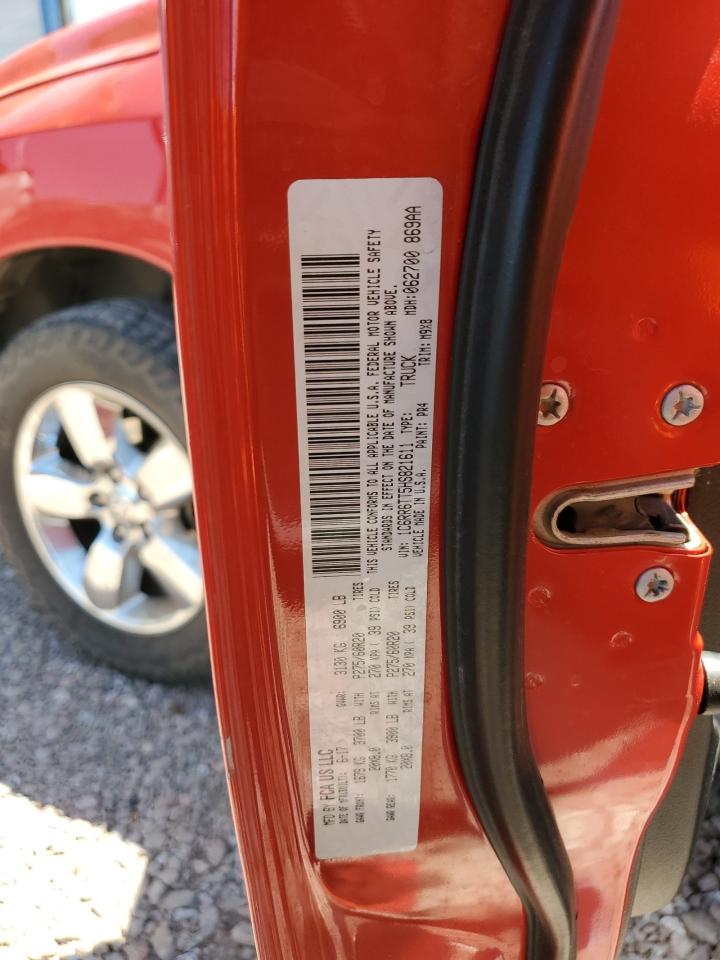 MFD BY FCA US LLC
DATE OF MFR(MULT): 6-17 GVWR: 3130 KG 6900 LB
GAWR FRONT: 1679 KG 3700 LB WITH P275/60R20 TIRES
20X8.0 RIMS AT 270 KPA ( 39 PSI) COLD
GAWR REAR: 1770 KG 3900 LB WITH P275/60R20 TIRES
20X8.0 RIMS AT 270 KPA ( 39 PSI) COLD
THIS VEHICLE CONFORMS TO ALL APPLICABLE U.S.A. FEDERAL MOTOR VEHICLE SAFETY
STANDARDS IN EFFECT ON THE DATE OF MANUFACTURE SHOWN ABOVE.
VIN: 1C6RR6TT5HS821611 TYPE: TRUCK MDH: 062700 869AA
VEHICLE MADE IN U.S.A. PAINT: PR4 TRIM: M9X8